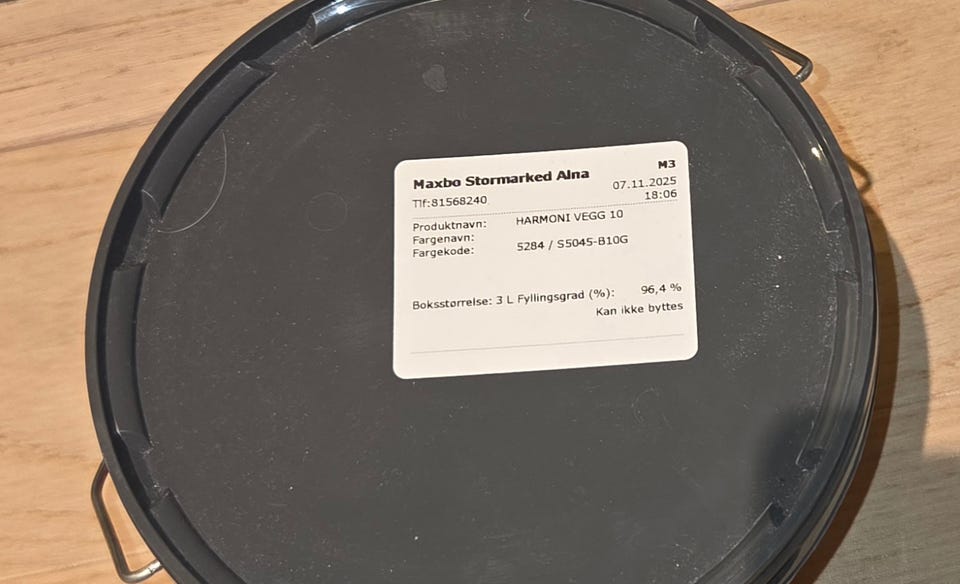 M3
Maxbo Stormarked Alna
07.11.2025
Tlf:81568240
18:06
Produktnavn: HARMONI VEGG 10
Fargenavn:
Fargekode: 5284 / S5045-B10G
Boksstørrelse: 3 L Fyllingsgrad (%): 96,4 %
Kan ikke byttes